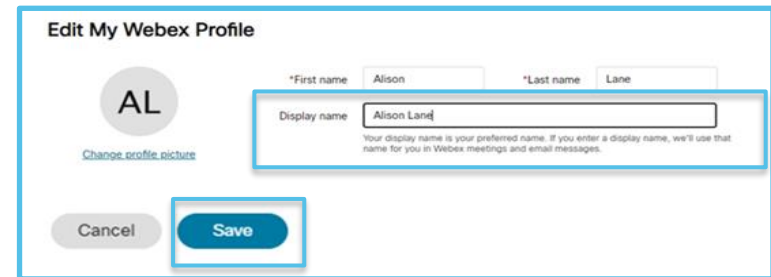 Edit My Webex Profile
AL
Change profile picture
*First name Alison *Last name Lane
Display name Alison Lane
Your display name is your preferred name. If you enter a display name, we'll use that
name for you in Webex meetings and email messages.
Cancel Save